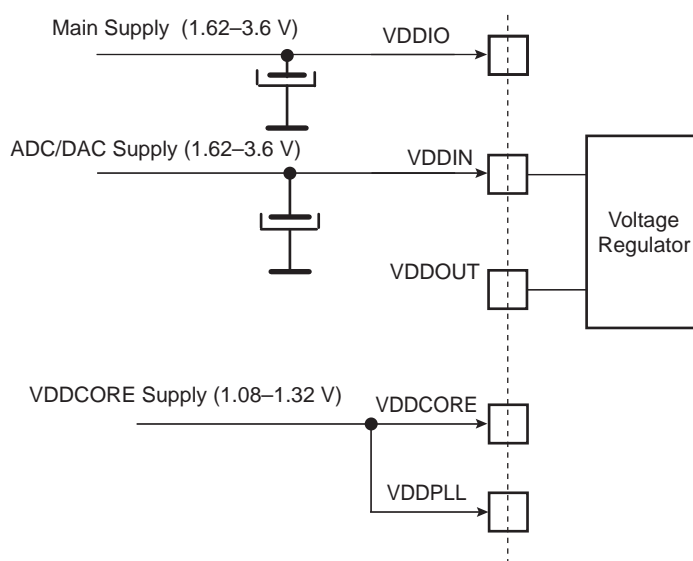 Main Supply (1.62–3.6 V)
VDDIO
ADC/DAC Supply (1.62–3.6 V)
VDDIN
Voltage
Regulator
VDDOUT
VDDCORE Supply (1.08–1.32 V)
VDDCORE
VDDPLL